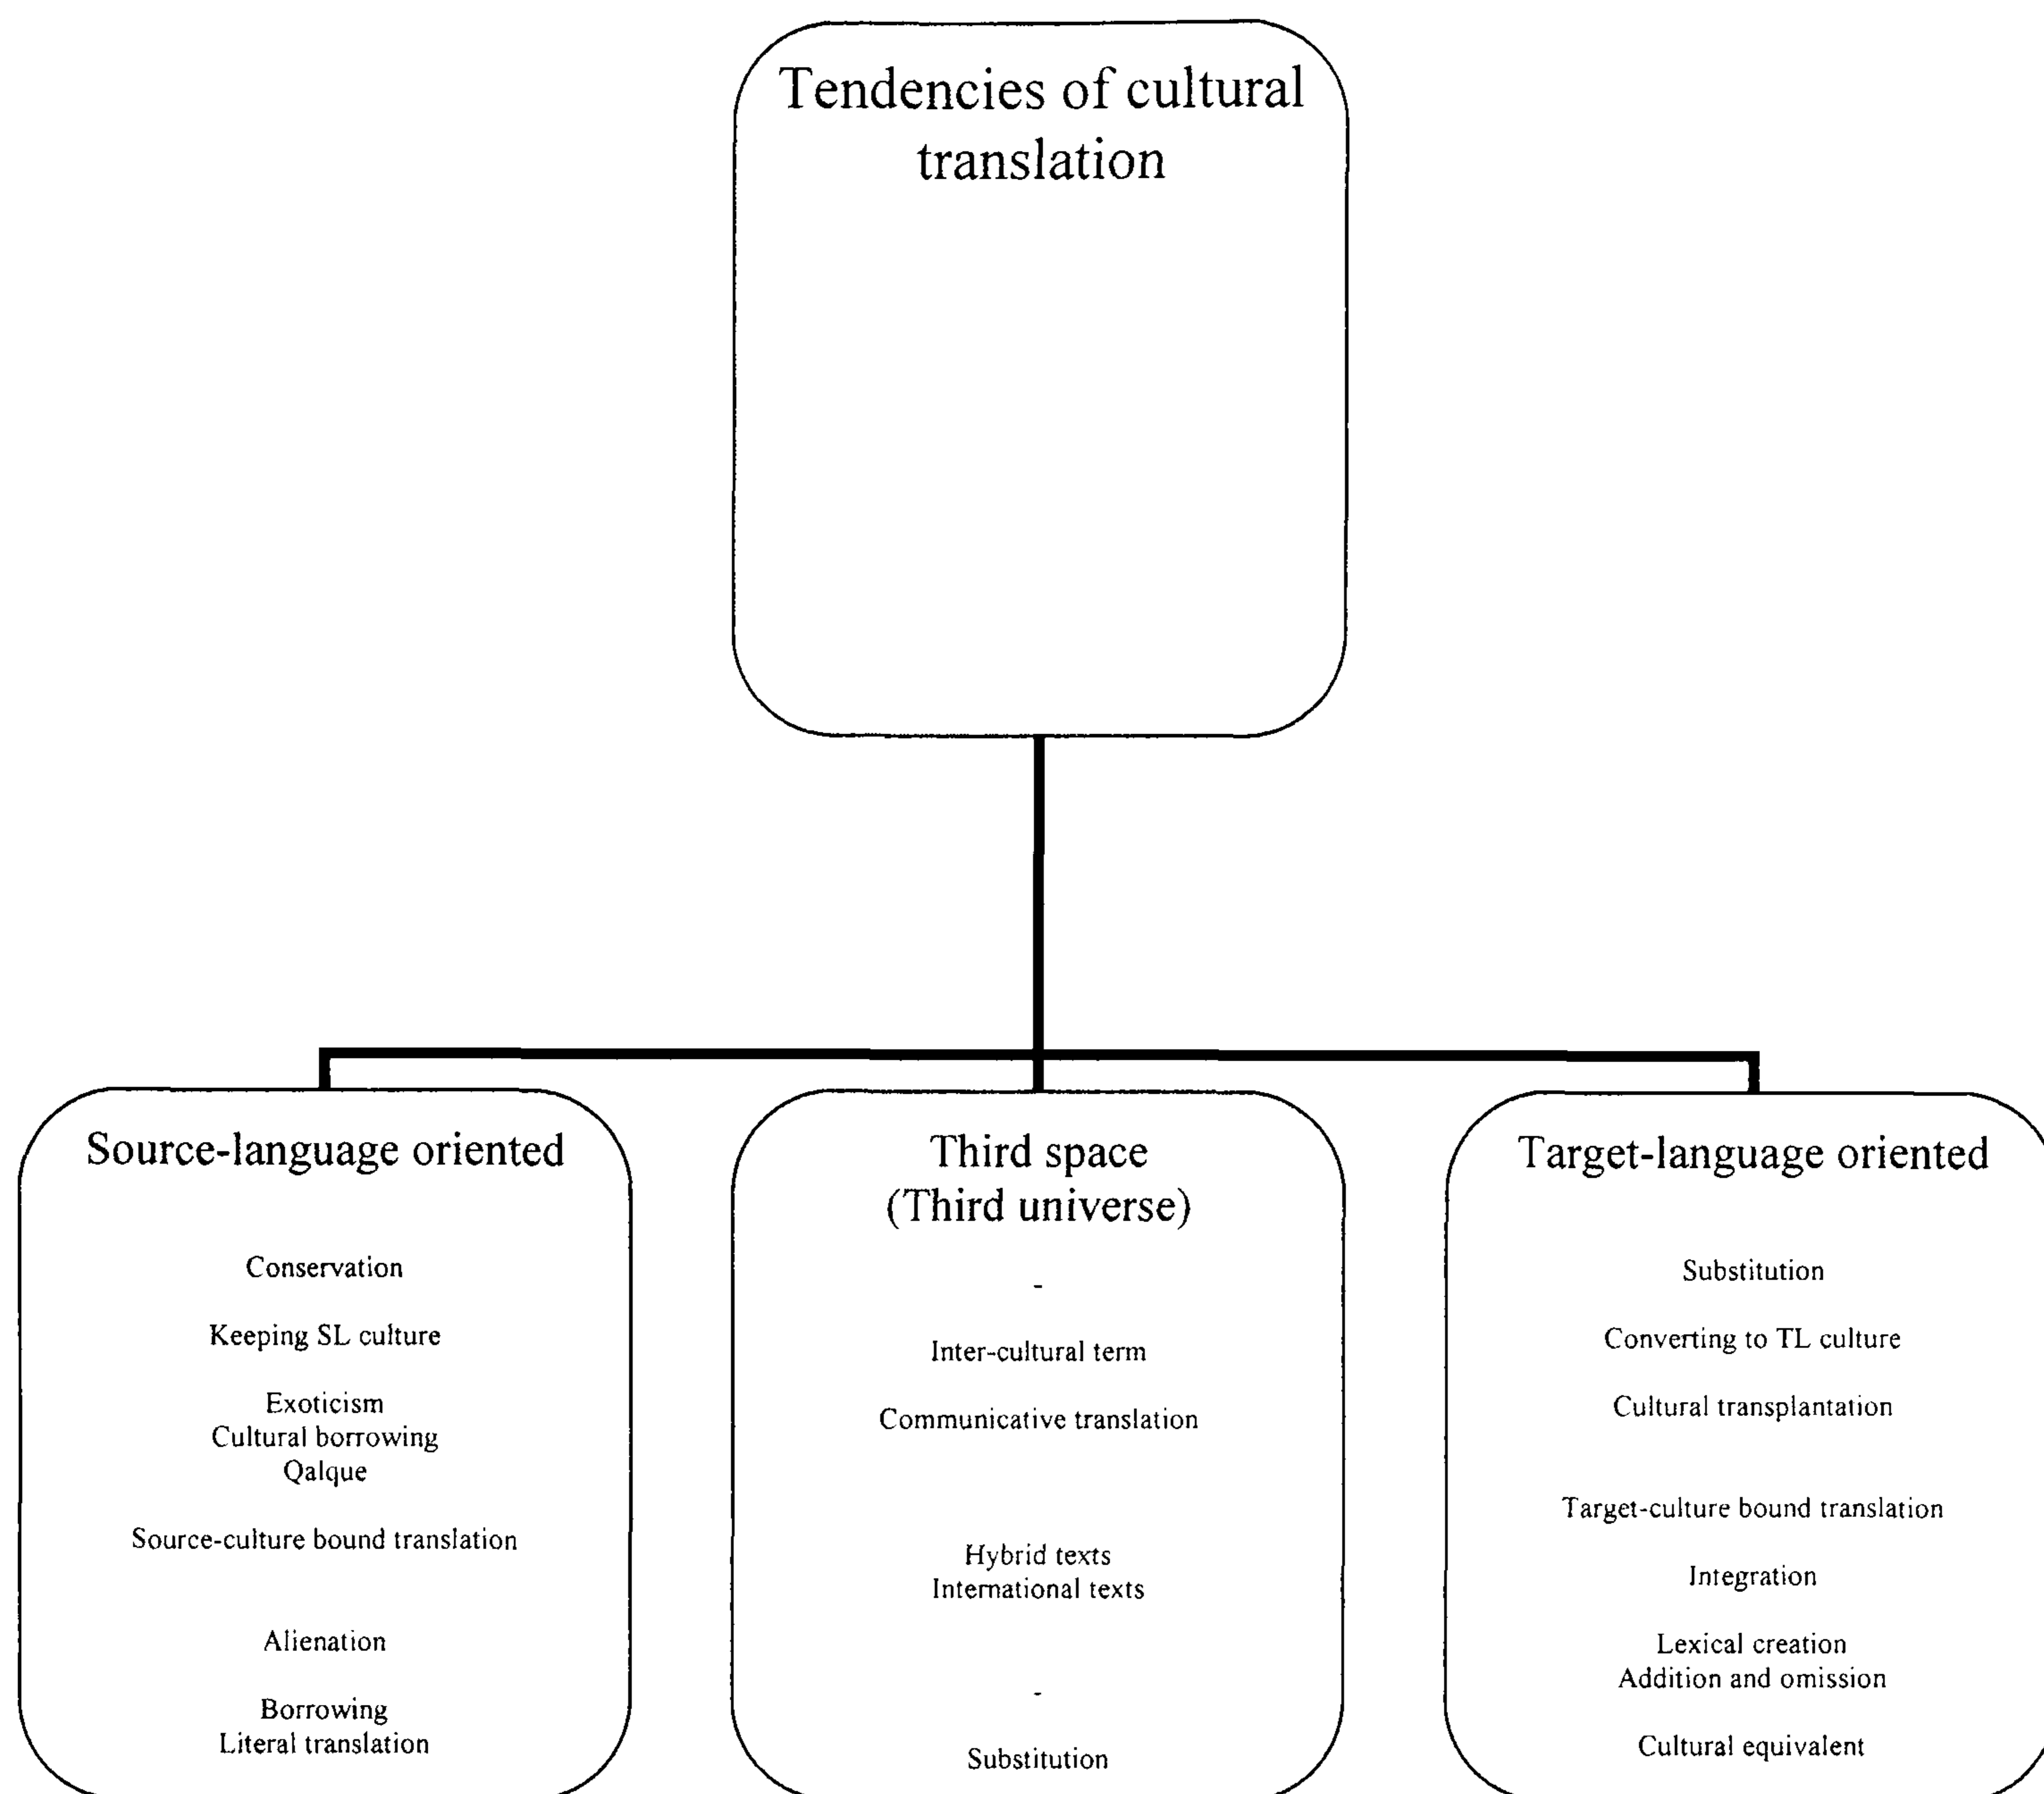 Tendencies of cultural
translation
Source-language oriented
Conservation
Keeping SL culture
Exoticism
Cultural borrowing
Qalque
Source-culture bound translation
Alienation
Borrowing
Literal translation
Third space
(Third universe)
-
Inter-cultural term
Communicative translation
Hybrid texts
International texts
-
Substitution
Target-language oriented
Substitution
Converting to TL culture
Cultural transplantation
Target-culture bound translation
Integration
Lexical creation
Addition and omission
Cultural equivalent